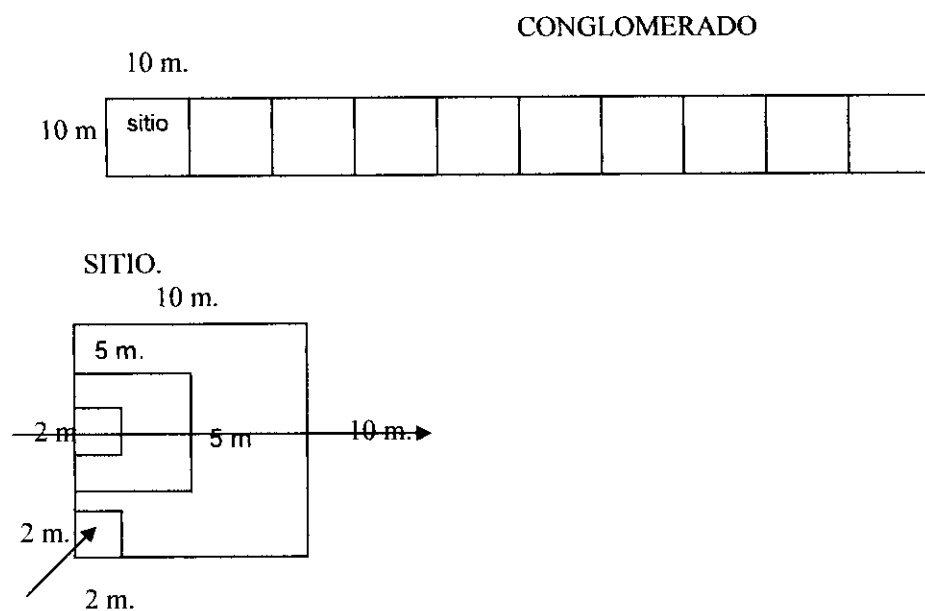 CONGLOMERADO
10 m.
10 m
sitio
SITIO.
10 m.
5 m.
2 m
5 m
10 m.
2 m.
2 m.